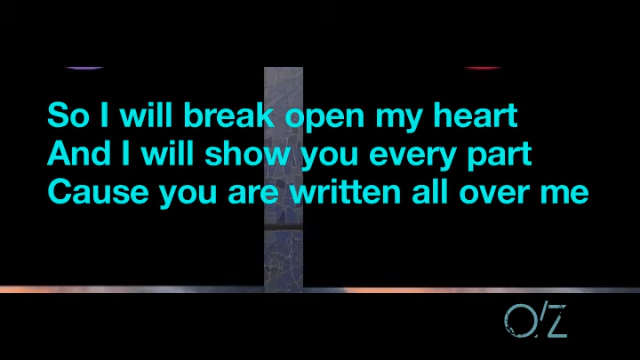 So I will break open my heart
And I will show you every part
Cause you are written all over me
O/Z